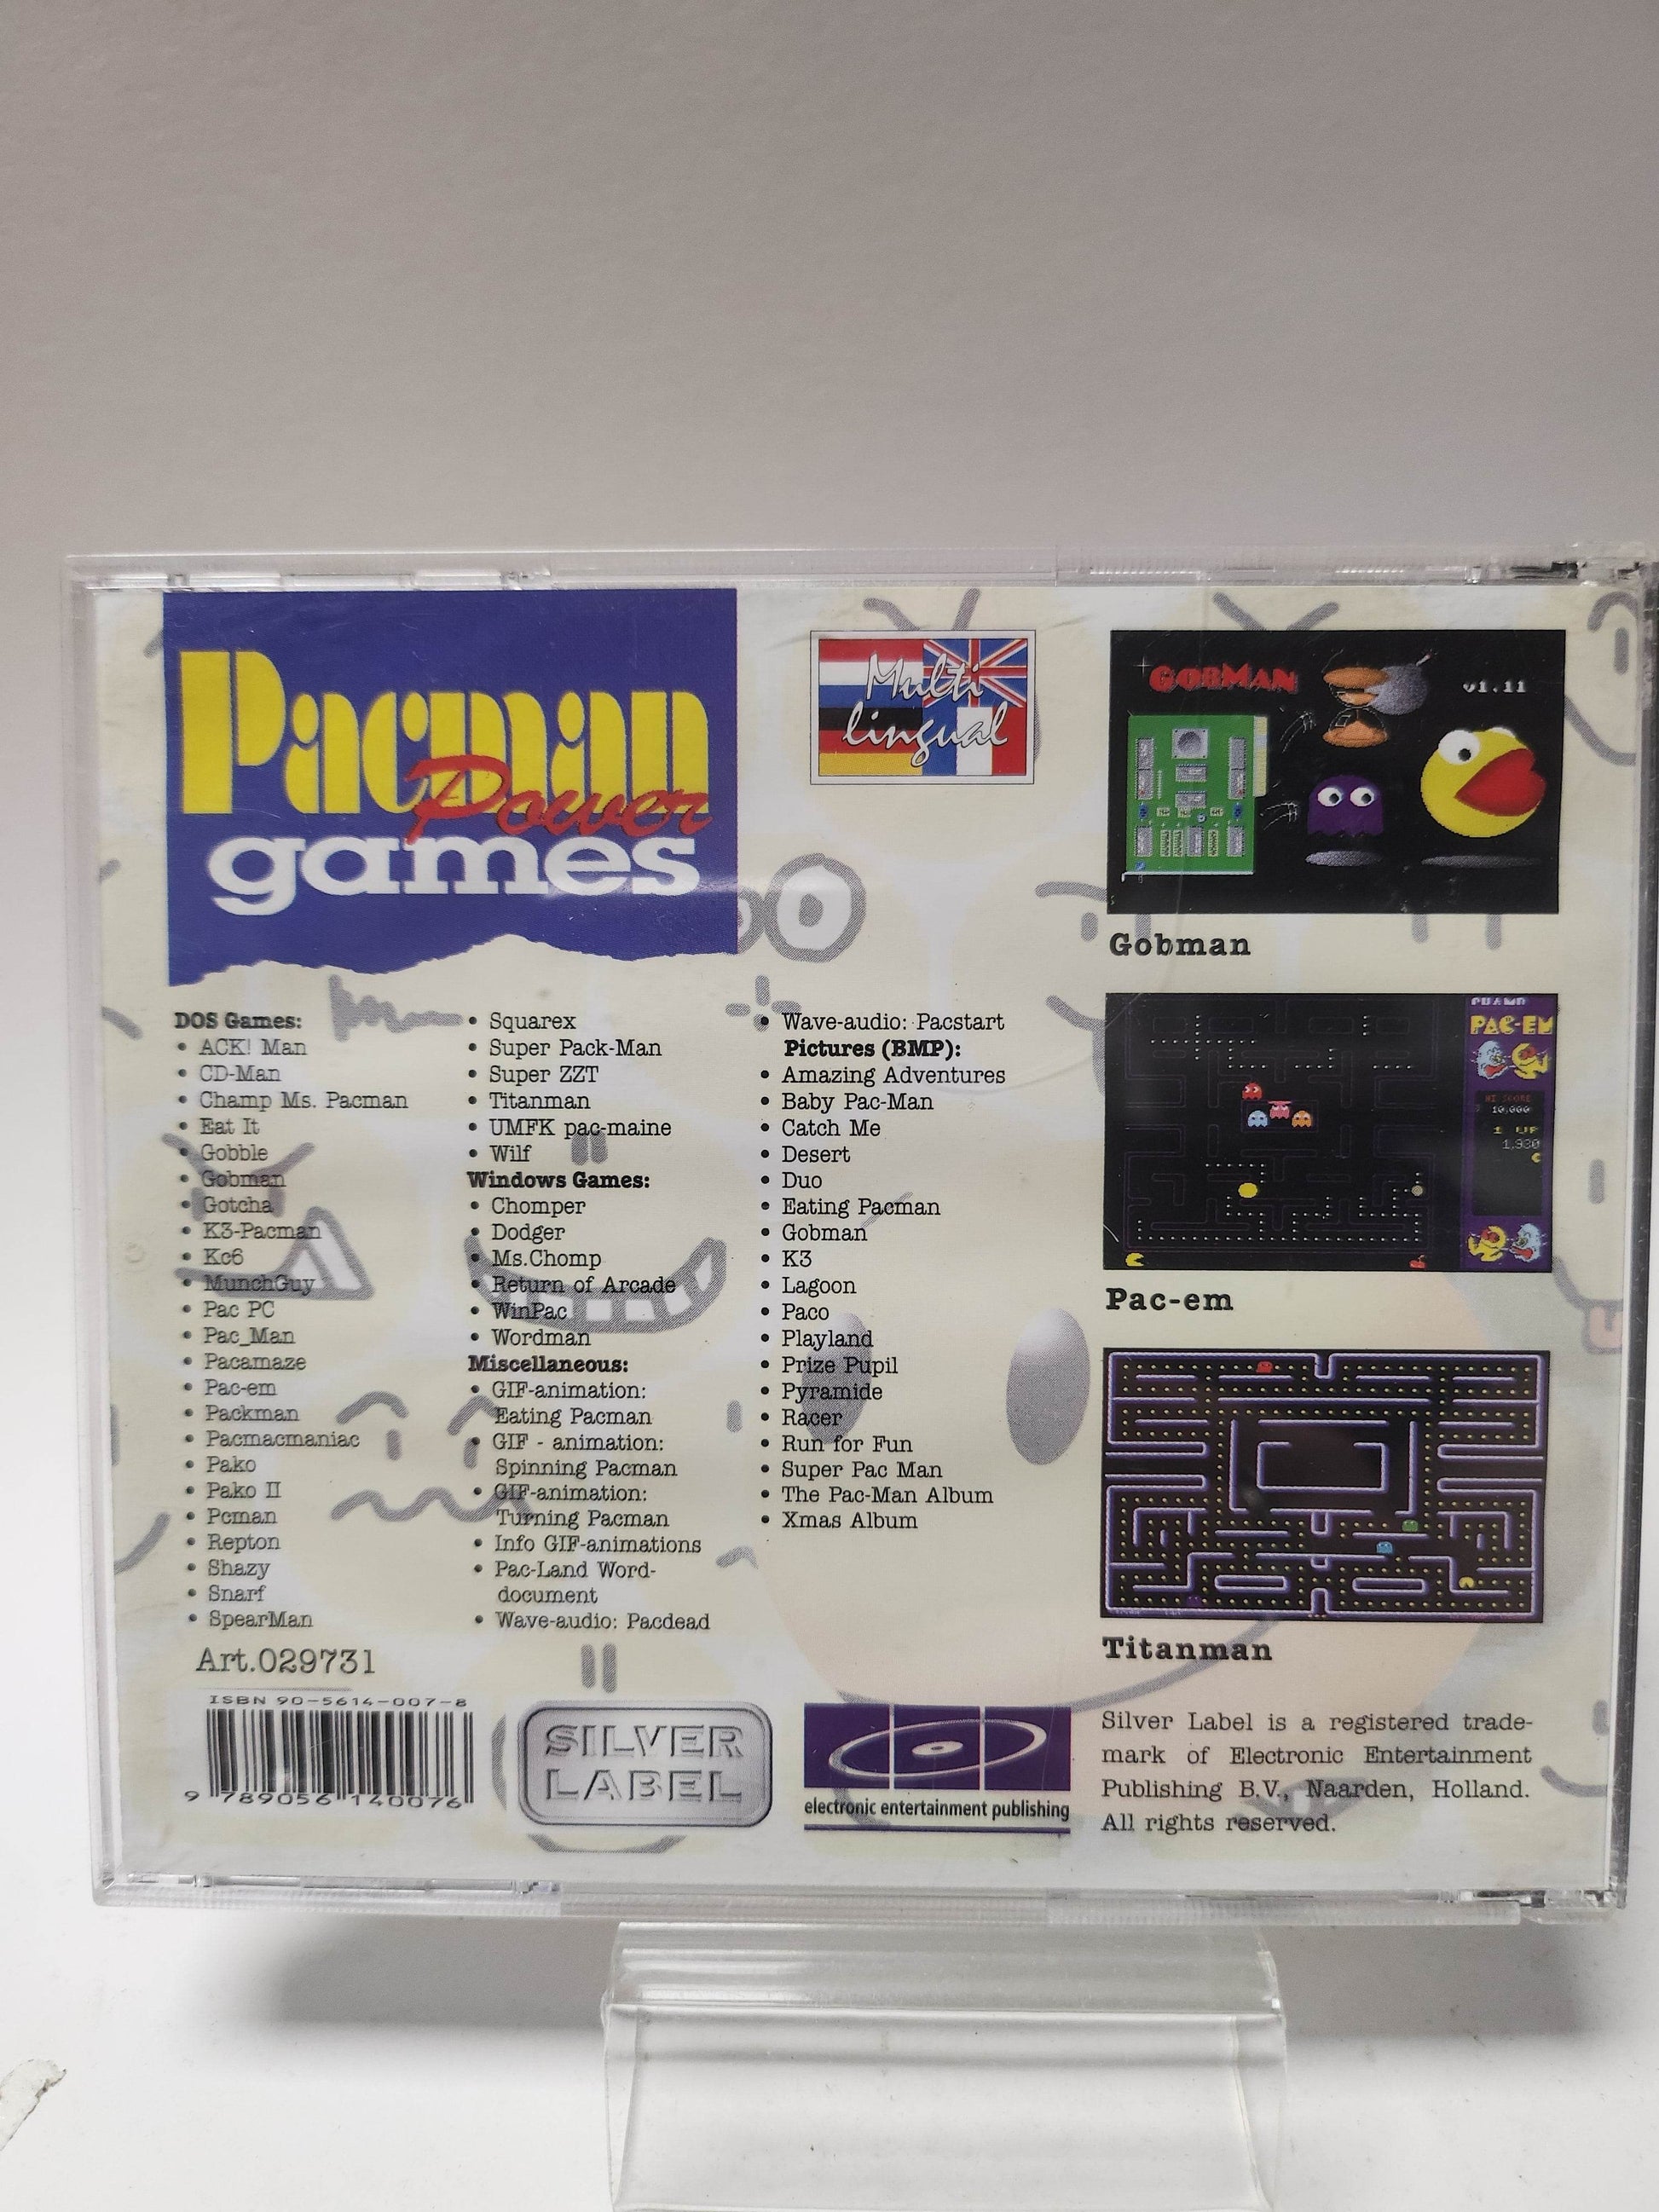 Pacman
Power
games
Multi
lingual
DOS Games:
• ACK! Man
• CD-Man
• Champ Ms. Pacman
• Eat It
• Gobble
• Gobman
• Gotcha
• K3-Pacman
• Kc6
• MunchGuy
• Pac PC
• Pac_Man
• Pacamaze
• Pac-em
• Packman
• Pacmacmaniac
• Pako
• Pako II
• Pcman
• Repton
• Shazy
• Snarf
• SpearMan
• Squarex
• Super Pack-Man
• Super ZZT
• Titanman
• UMFK pac-maine
• Wilf
Windows Games:
• Chomper
• Dodger
• Ms.Chomp
• Return of Arcade
• WinPac
• Wordman
Miscellaneous:
• GIF-animation:
Eating Pacman
• GIF - animation:
Spinning Pacman
• GIF-animation:
Turning Pacman
• Info GIF-animations
• Pac-Land Word-
document
• Wave-audio: Pacdead
• Wave-audio: Pacstart
Pictures (BMP):
• Amazing Adventures
• Baby Pac-Man
• Catch Me
• Desert
• Duo
• Eating Pacman
• Gobman
• K3
• Lagoon
• Paco
• Playland
• Prize Pupil
• Pyramide
• Racer
• Run for Fun
• Super Pac Man
• The Pac-Man Album
• Xmas Album
GOBMAN
v1.11
Gobman
CHAMP
PAC-EM
HI SCORE
10,000
1 UP
1,930
Pac-em
Titanman
Art.029731
ISBN 90-5614-007-8
9 789056 140076
SILVER
LABEL
electronic entertainment publishing
Silver Label is a registered trade-
mark of Electronic Entertainment
Publishing B.V., Naarden, Holland.
All rights reserved.